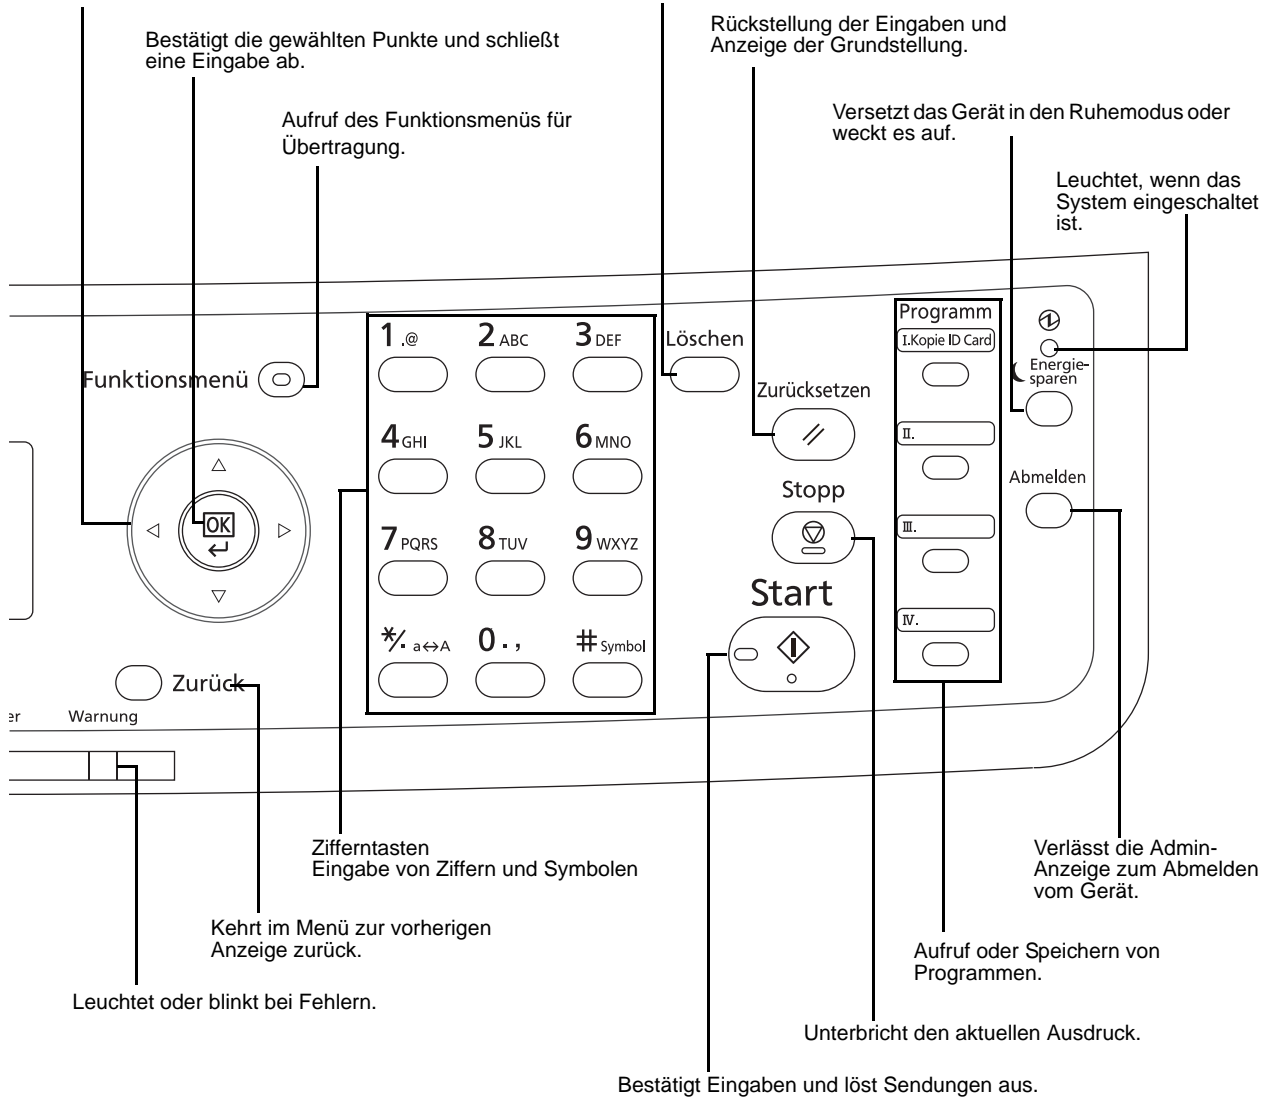 Rückstellung der Eingaben und
Anzeige der Grundstellung.
Bestätigt die gewählten Punkte und schließt
eine Eingabe ab.
Aufruf des Funktionsmenüs für
Übertragung.
Versetzt das Gerät in den Ruhemodus oder
weckt es auf.
Leuchtet, wenn das
System eingeschaltet
ist.
Funktionsmenü
1 .@
2 ABC
3 DEF
Löschen
Programm
I.Kopie ID Card
Energie-
sparen
Zurücksetzen
4 GHI
5 JKL
6 MNO
II.
OK
Stopp
Abmelden
7 PQRS
8 TUV
9 WXYZ
III.
Start
*/. a↔A
0 . ,
# Symbol
IV.
Zurück
er
Warnung
Zifferntasten
Eingabe von Ziffern und Symbolen
Verlässt die Admin-
Anzeige zum Abmelden
vom Gerät.
Kehrt im Menü zur vorherigen
Anzeige zurück.
Aufruf oder Speichern von
Programmen.
Leuchtet oder blinkt bei Fehlern.
Unterbricht den aktuellen Ausdruck.
Bestätigt Eingaben und löst Sendungen aus.